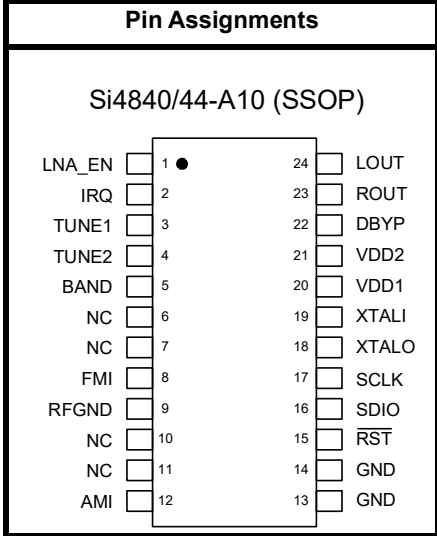 Pin Assignments
Si4840/44-A10 (SSOP)
LNA_EN 1 24 LOUT
IRQ 2 23 ROUT
TUNE1 3 22 DBYP
TUNE2 4 21 VDD2
BAND 5 20 VDD1
NC 6 19 XTALI
NC 7 18 XTALO
FMI 8 17 SCLK
RFGND 9 16 SDIO
NC 10 15 RST
NC 11 14 GND
AMI 12 13 GND